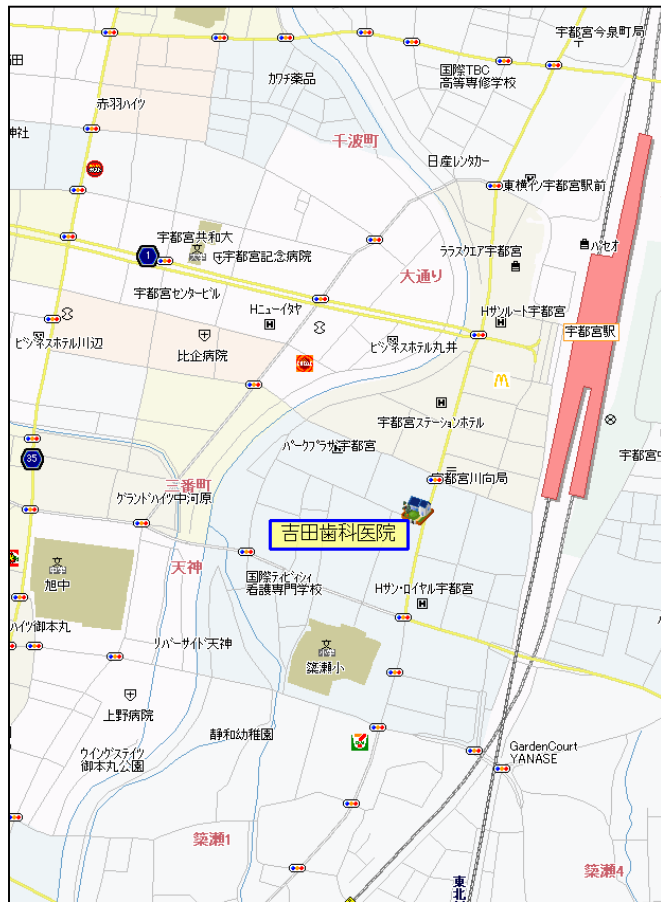 宇都宮今泉町局
国際TBC
高等専修学校
カワチ薬品
赤羽ハイツ
神社
千波町
日産レンタカー
東横イン宇都宮駅前
宇都宮共和大
宇都宮記念病院
ララスクエア宇都宮
パセオ
1
大通り
宇都宮センタービル
Hニューイタヤ
Hサンルート宇都宮
宇都宮駅
ビジネスホテル川辺
比企病院
ビジネスホテル丸井
宇都宮ステーションホテル
パークプラザ宇都宮
宇都宮中
35
宇都宮川向局
三番町
グランドハイツ中河原
吉田歯科医院
天神
旭中
国際ティビィシィ
看護専門学校
Hサン・ロイヤル宇都宮
ハイツ御本丸
リバーサイド天神
簗瀬小
上野病院
静和幼稚園
ウイングステイツ
御本丸公園
GardenCourt
YANASE
簗瀬1
簗瀬4
東北